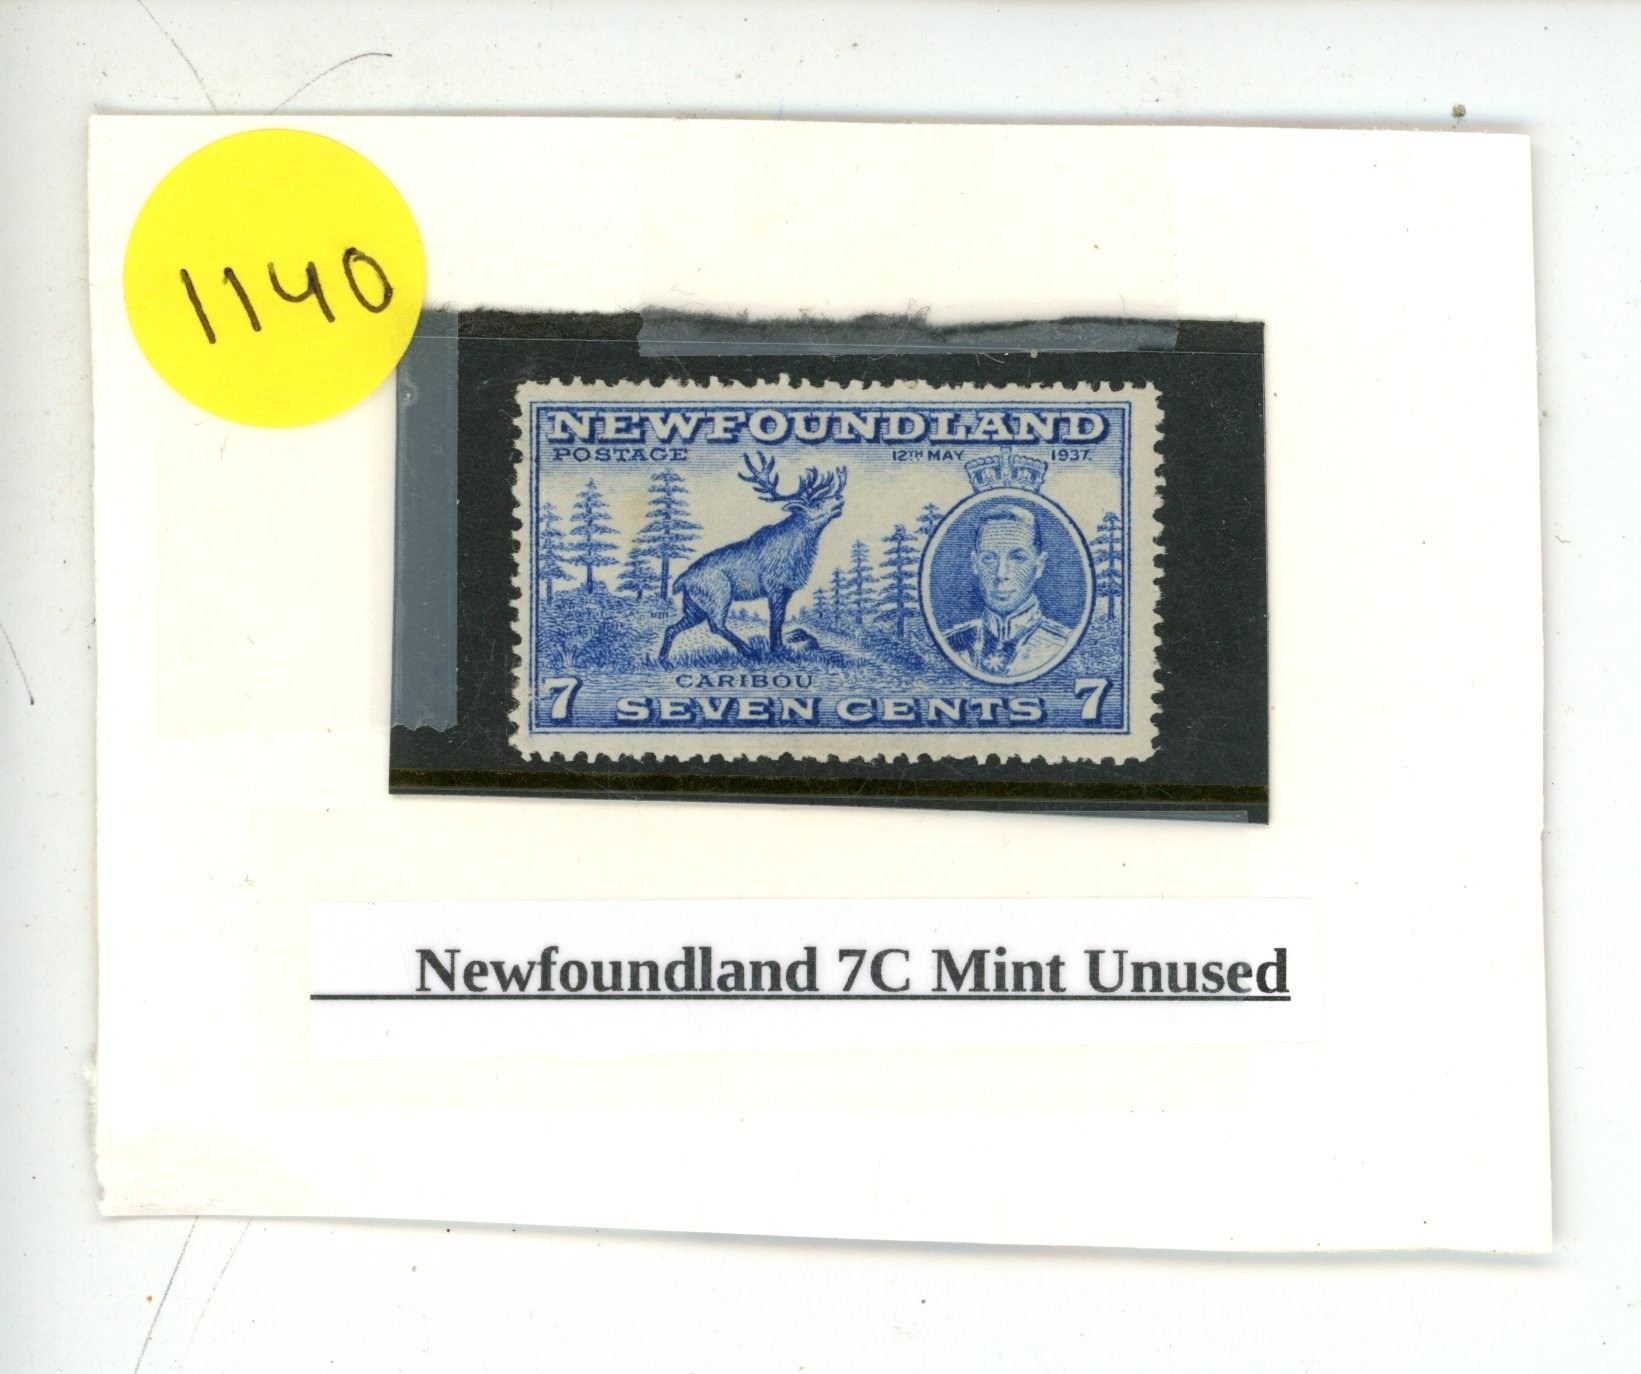 1140
NEWFOUNDLAND
POSTAGE 12TH MAY 1937.
CARIBOU
7 SEVEN CENTS 7
Newfoundland 7C Mint Unused